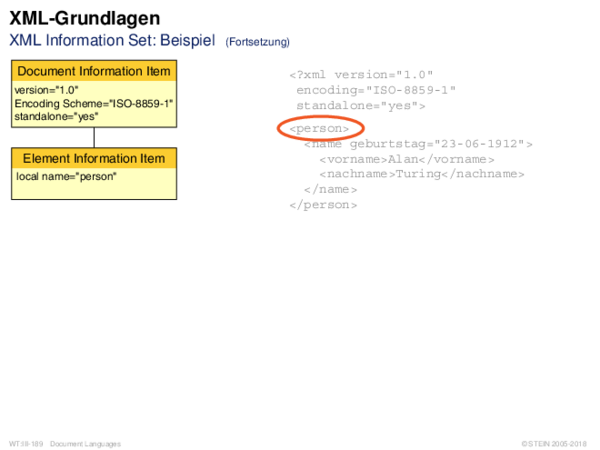 XML-Grundlagen
XML Information Set: Beispiel (Fortsetzung)
Document Information Item
version="1.0"
Encoding Scheme="ISO-8859-1"
standalone="yes"
Element Information Item
local name="person"
<?xml version="1.0"
encoding="ISO-8859-1"
standalone="yes">
<person>
<name geburtstag="23-06-1912">
<vorname>Alan</vorname>
<nachname>Turing</nachname>
</name>
</person>
WT:III-189 Document Languages
© STEIN 2005-2018